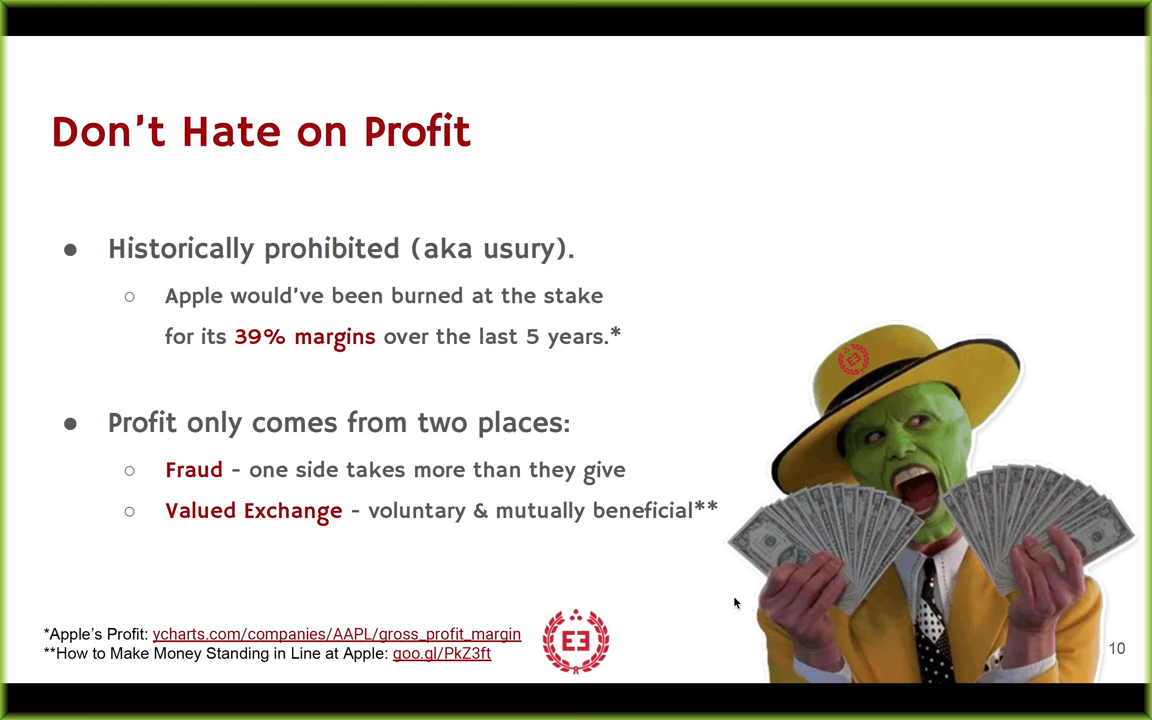 Don't Hate on Profit
● Historically prohibited (aka usury).
○ Apple would've been burned at the stake
for its 39% margins over the last 5 years.*
● Profit only comes from two places:
○ Fraud - one side takes more than they give
○ Valued Exchange - voluntary & mutually beneficial**
*Apple's Profit: ycharts.com/companies/AAPL/gross_profit_margin
**How to Make Money Standing in Line at Apple: goo.gl/PkZ3ft
E3
E3
10